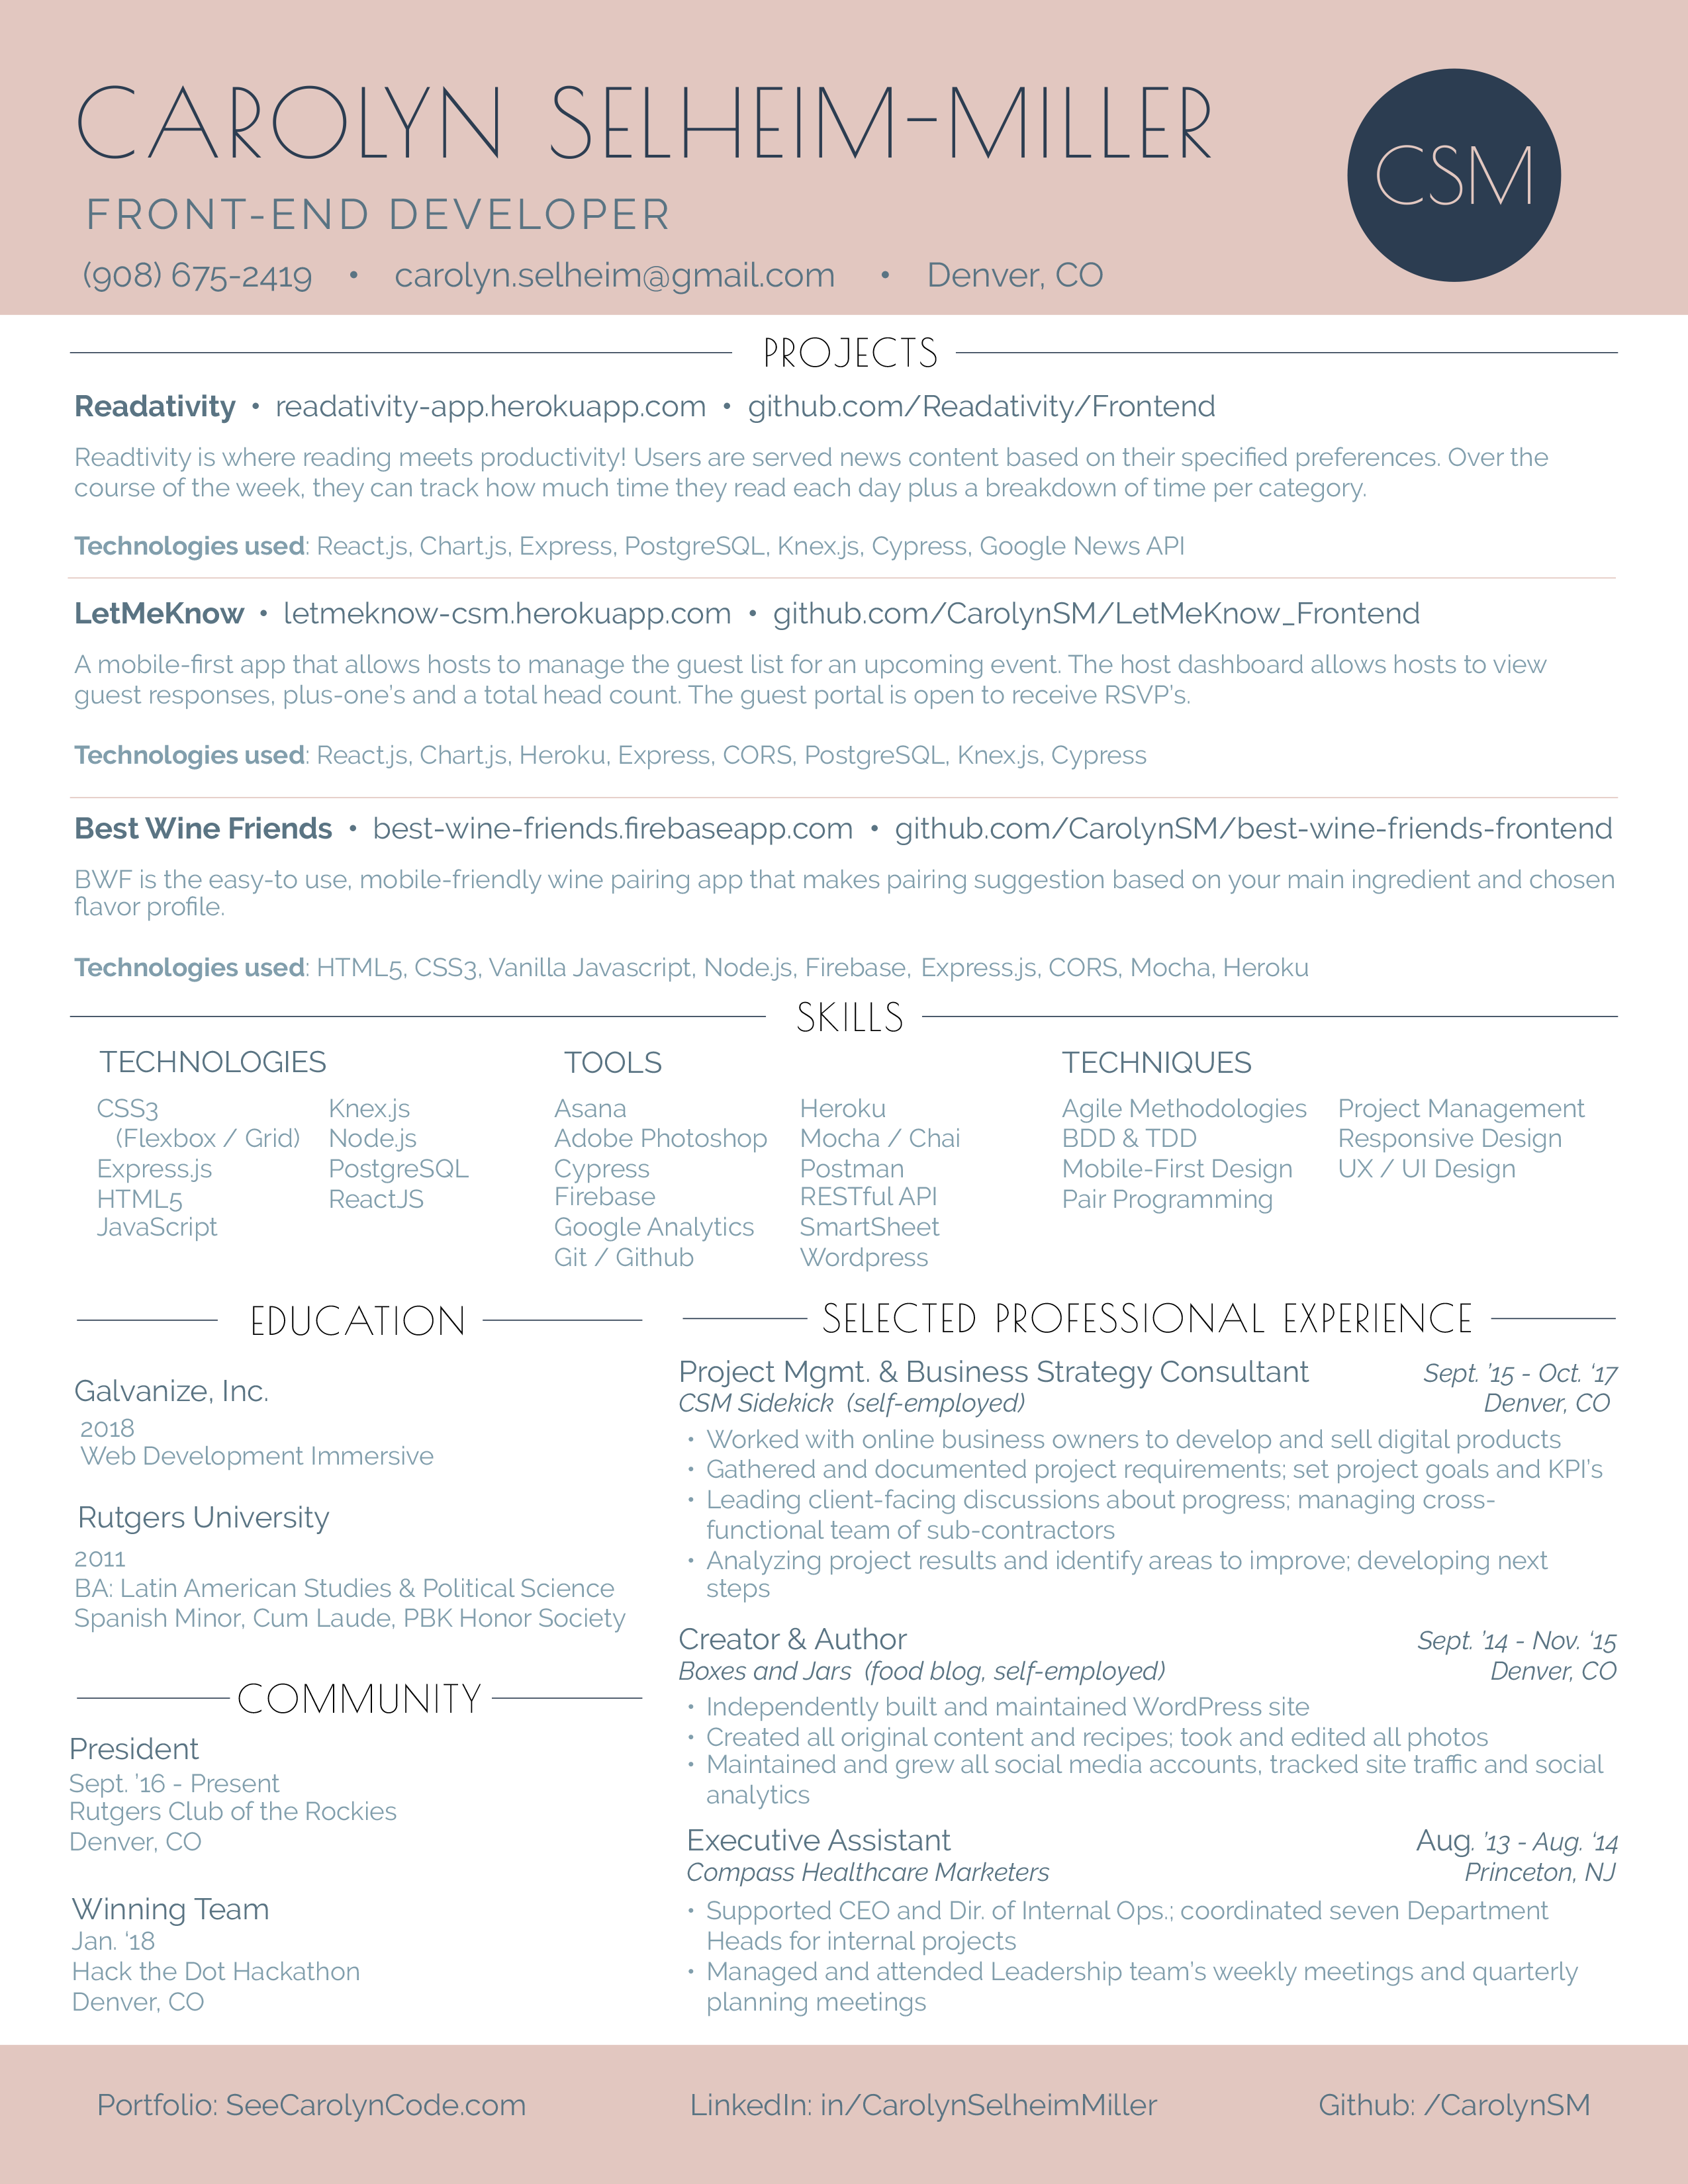 CAROLYN SELHEIM-MILLER
CSM
FRONT-END DEVELOPER
(908) 675-2419 • carolyn.selheim@gmail.com • Denver, CO
PROJECTS
Readativity • readativity-app.herokuapp.com • github.com/Readativity/Frontend
Readtivity is where reading meets productivity! Users are served news content based on their specified preferences. Over the
course of the week, they can track how much time they read each day plus a breakdown of time per category.
Technologies used: React.js, Chart.js, Express, PostgreSQL, Knex.js, Cypress, Google News API
LetMeKnow • letmeknow-csm.herokuapp.com • github.com/CarolynSM/LetMeKnow_Frontend
A mobile-first app that allows hosts to manage the guest list for an upcoming event. The host dashboard allows hosts to view
guest responses, plus-one's and a total head count. The guest portal is open to receive RSVP's.
Technologies used: React.js, Chart.js, Heroku, Express, CORS, PostgreSQL, Knex.js, Cypress
Best Wine Friends • best-wine-friends.firebaseapp.com • github.com/CarolynSM/best-wine-friends-frontend
BWF is the easy-to use, mobile-friendly wine pairing app that makes pairing suggestion based on your main ingredient and chosen
flavor profile.
Technologies used: HTML5, CSS3, Vanilla Javascript, Node.js, Firebase, Express.js, CORS, Mocha, Heroku
SKILLS
TECHNOLOGIES
CSS3
(Flexbox / Grid)
Express.js
HTML5
JavaScript
Knex.js
Node.js
PostgreSQL
ReactJS
TOOLS
Asana
Adobe Photoshop
Cypress
Firebase
Google Analytics
Git / Github
Heroku
Mocha / Chai
Postman
RESTful API
SmartSheet
Wordpress
TECHNIQUES
Agile Methodologies
BDD & TDD
Mobile-First Design
Pair Programming
Project Management
Responsive Design
UX / UI Design
EDUCATION
Galvanize, Inc.
2018
Web Development Immersive
Rutgers University
2011
BA: Latin American Studies & Political Science
Spanish Minor, Cum Laude, PBK Honor Society
COMMUNITY
President
Sept. '16 - Present
Rutgers Club of the Rockies
Denver, CO
Winning Team
Jan. '18
Hack the Dot Hackathon
Denver, CO
SELECTED PROFESSIONAL EXPERIENCE
Project Mgmt. & Business Strategy Consultant Sept. '15 - Oct. '17
CSM Sidekick (self-employed) Denver, CO
• Worked with online business owners to develop and sell digital products
• Gathered and documented project requirements; set project goals and KPI's
• Leading client-facing discussions about progress; managing cross-
functional team of sub-contractors
• Analyzing project results and identify areas to improve; developing next
steps
Creator & Author Sept. '14 - Nov. '15
Boxes and Jars (food blog, self-employed) Denver, CO
• Independently built and maintained WordPress site
• Created all original content and recipes; took and edited all photos
• Maintained and grew all social media accounts, tracked site traffic and social
analytics
Executive Assistant Aug. '13 - Aug. '14
Compass Healthcare Marketers Princeton, NJ
• Supported CEO and Dir. of Internal Ops.; coordinated seven Department
Heads for internal projects
• Managed and attended Leadership team's weekly meetings and quarterly
planning meetings
Portfolio: SeeCarolynCode.com LinkedIn: in/CarolynSelheimMiller Github: /CarolynSM